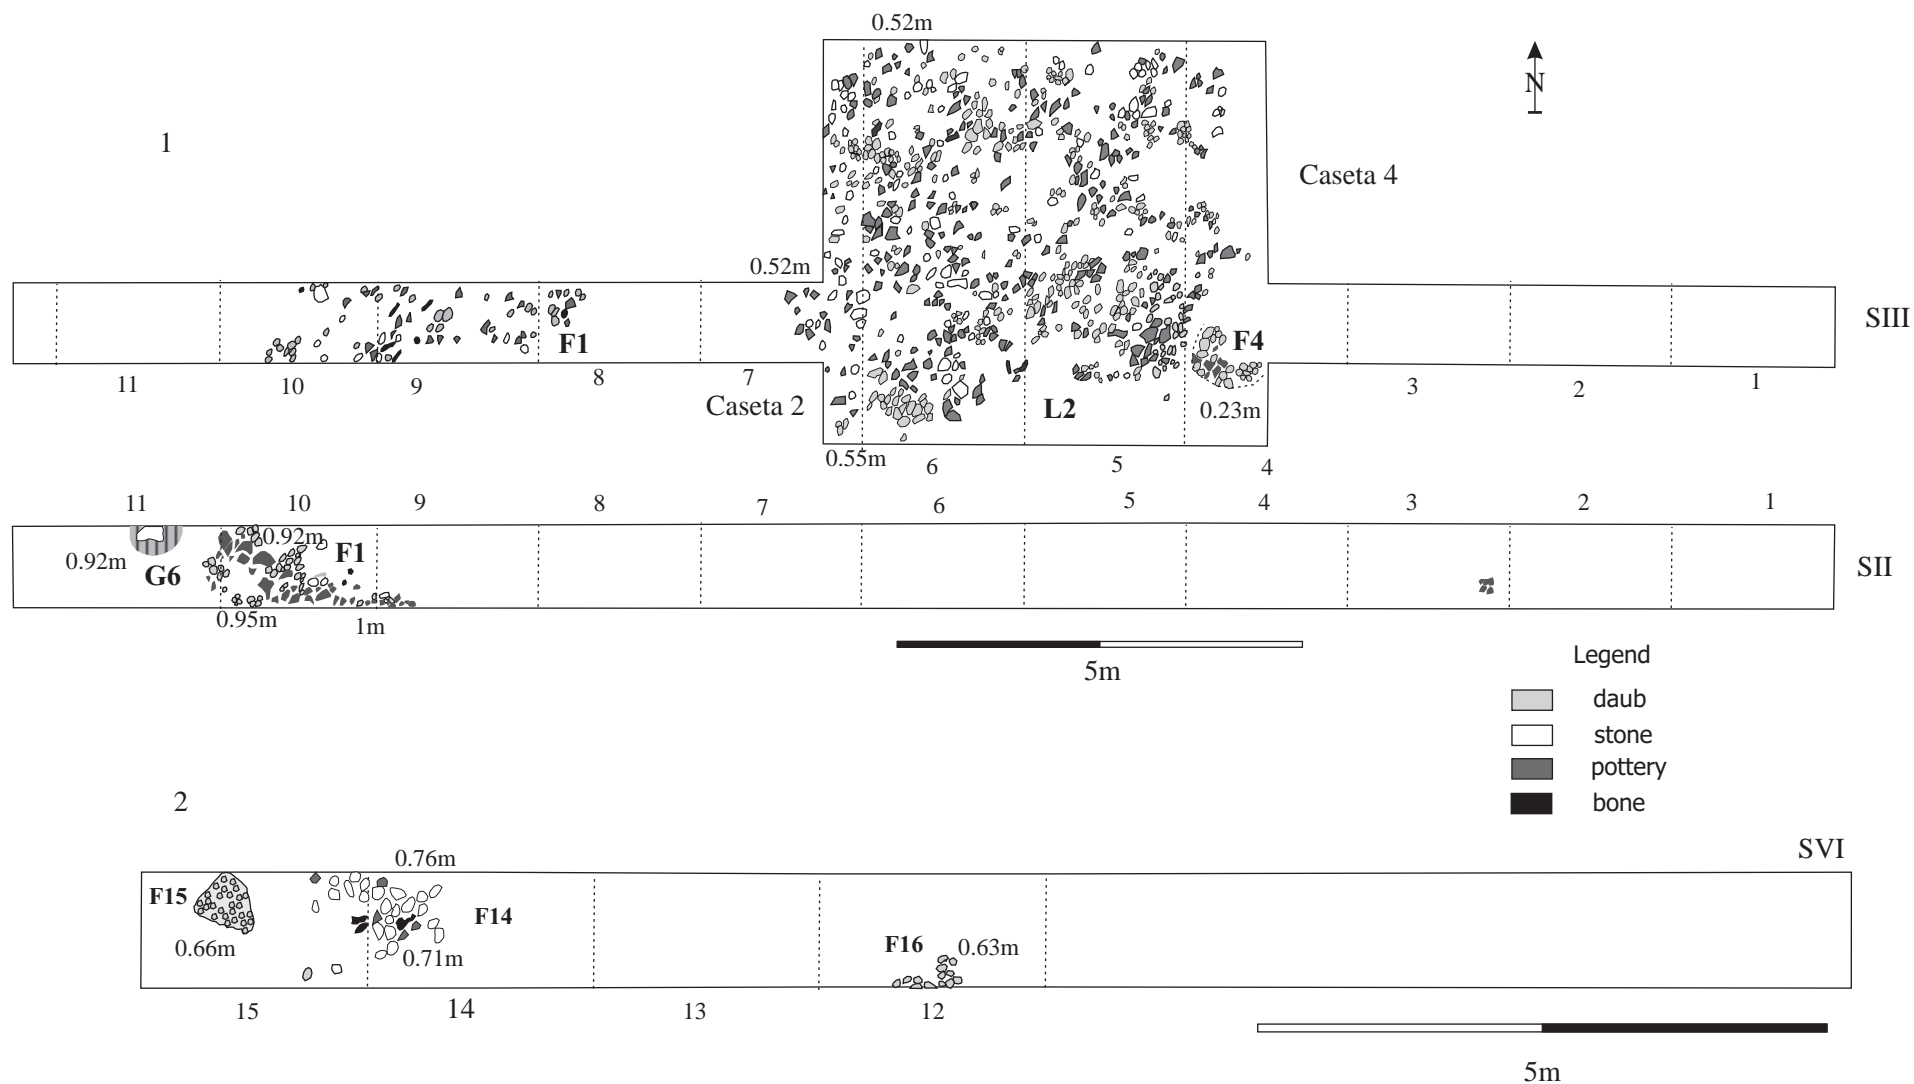 0.52m
N
1
Caseta 4
0.52m
SIII
F1
F4
11 10 9 8 7 3 2 1
Caseta 2
L2
0.23m
0.55m
6 5 4
11 10 9 8 7 6 5 4 3 2 1
0.92m
F1
0.92m
G6
SII
0.95m
1m
5m
Legend
daub
stone
pottery
bone
2
SVI
0.76m
F15
F14
0.66m
0.71m
F16
0.63m
15 14 13 12
5m